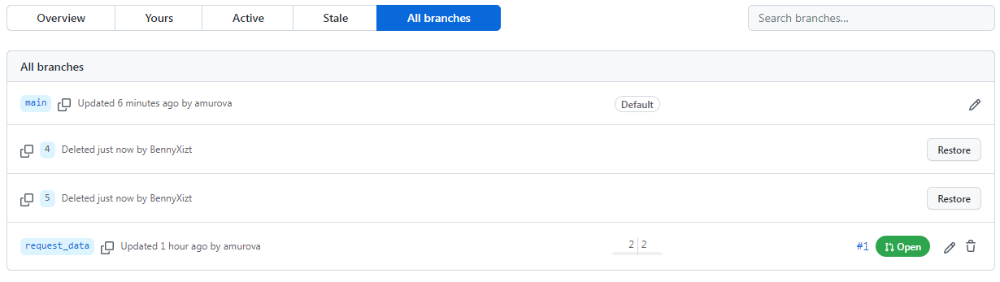 Overview Yours Active Stale All branches Search branches...
All branches
main Updated 6 minutes ago by amurova Default
4 Deleted just now by BennyXizt Restore
5 Deleted just now by BennyXizt Restore
request_data Updated 1 hour ago by amurova 2 2 #1 Open